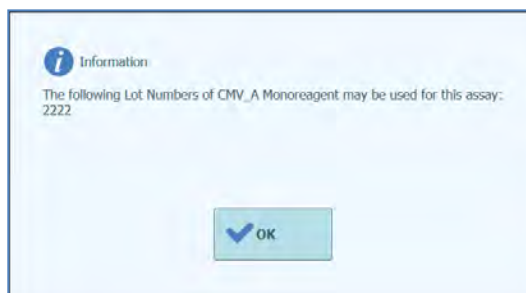 Information
The following Lot Numbers of CMV_A Monoreagent may be used for this assay:
2222
OK